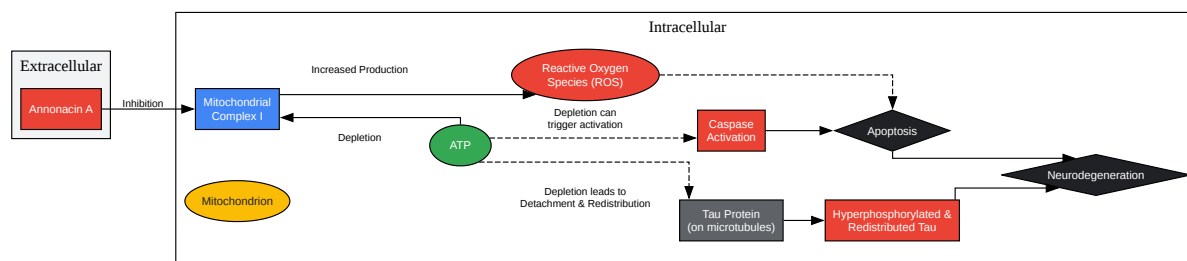 Intracellular
Extracellular
Annonacin A
Inhibition
Mitochondrial
Complex I
Increased Production
Reactive Oxygen
Species (ROS)
Depletion
ATP
Depletion can
trigger activation
Caspase
Activation
Apoptosis
Neurodegeneration
Mitochondrion
Depletion leads to
Detachment & Redistribution
Tau Protein
(on microtubules)
Hyperphosphorylated &
Redistributed Tau